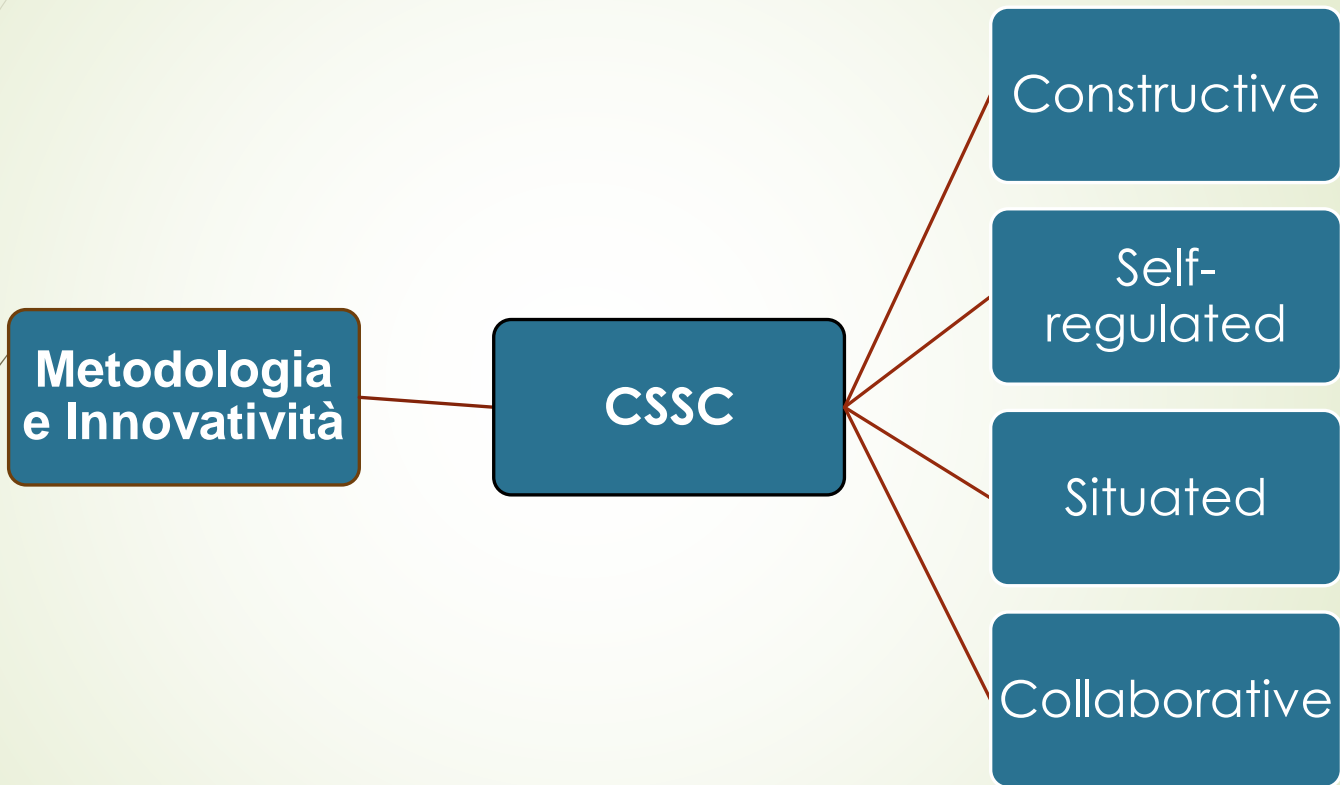 Metodologia
e Innovatività
CSSC
Constructive
Self-
regulated
Situated
Collaborative